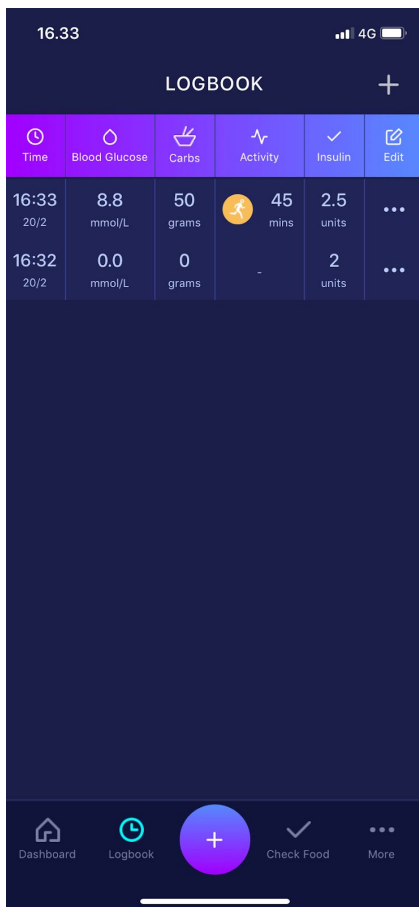 16.33
4G
LOGBOOK
Time Blood Glucose Carbs Activity Insulin Edit
16:33 8.8 50 45 2.5
20/2 mmol/L grams mins units
16:32 0.0 0 - 2
20/2 mmol/L grams units
Dashboard Logbook Check Food More